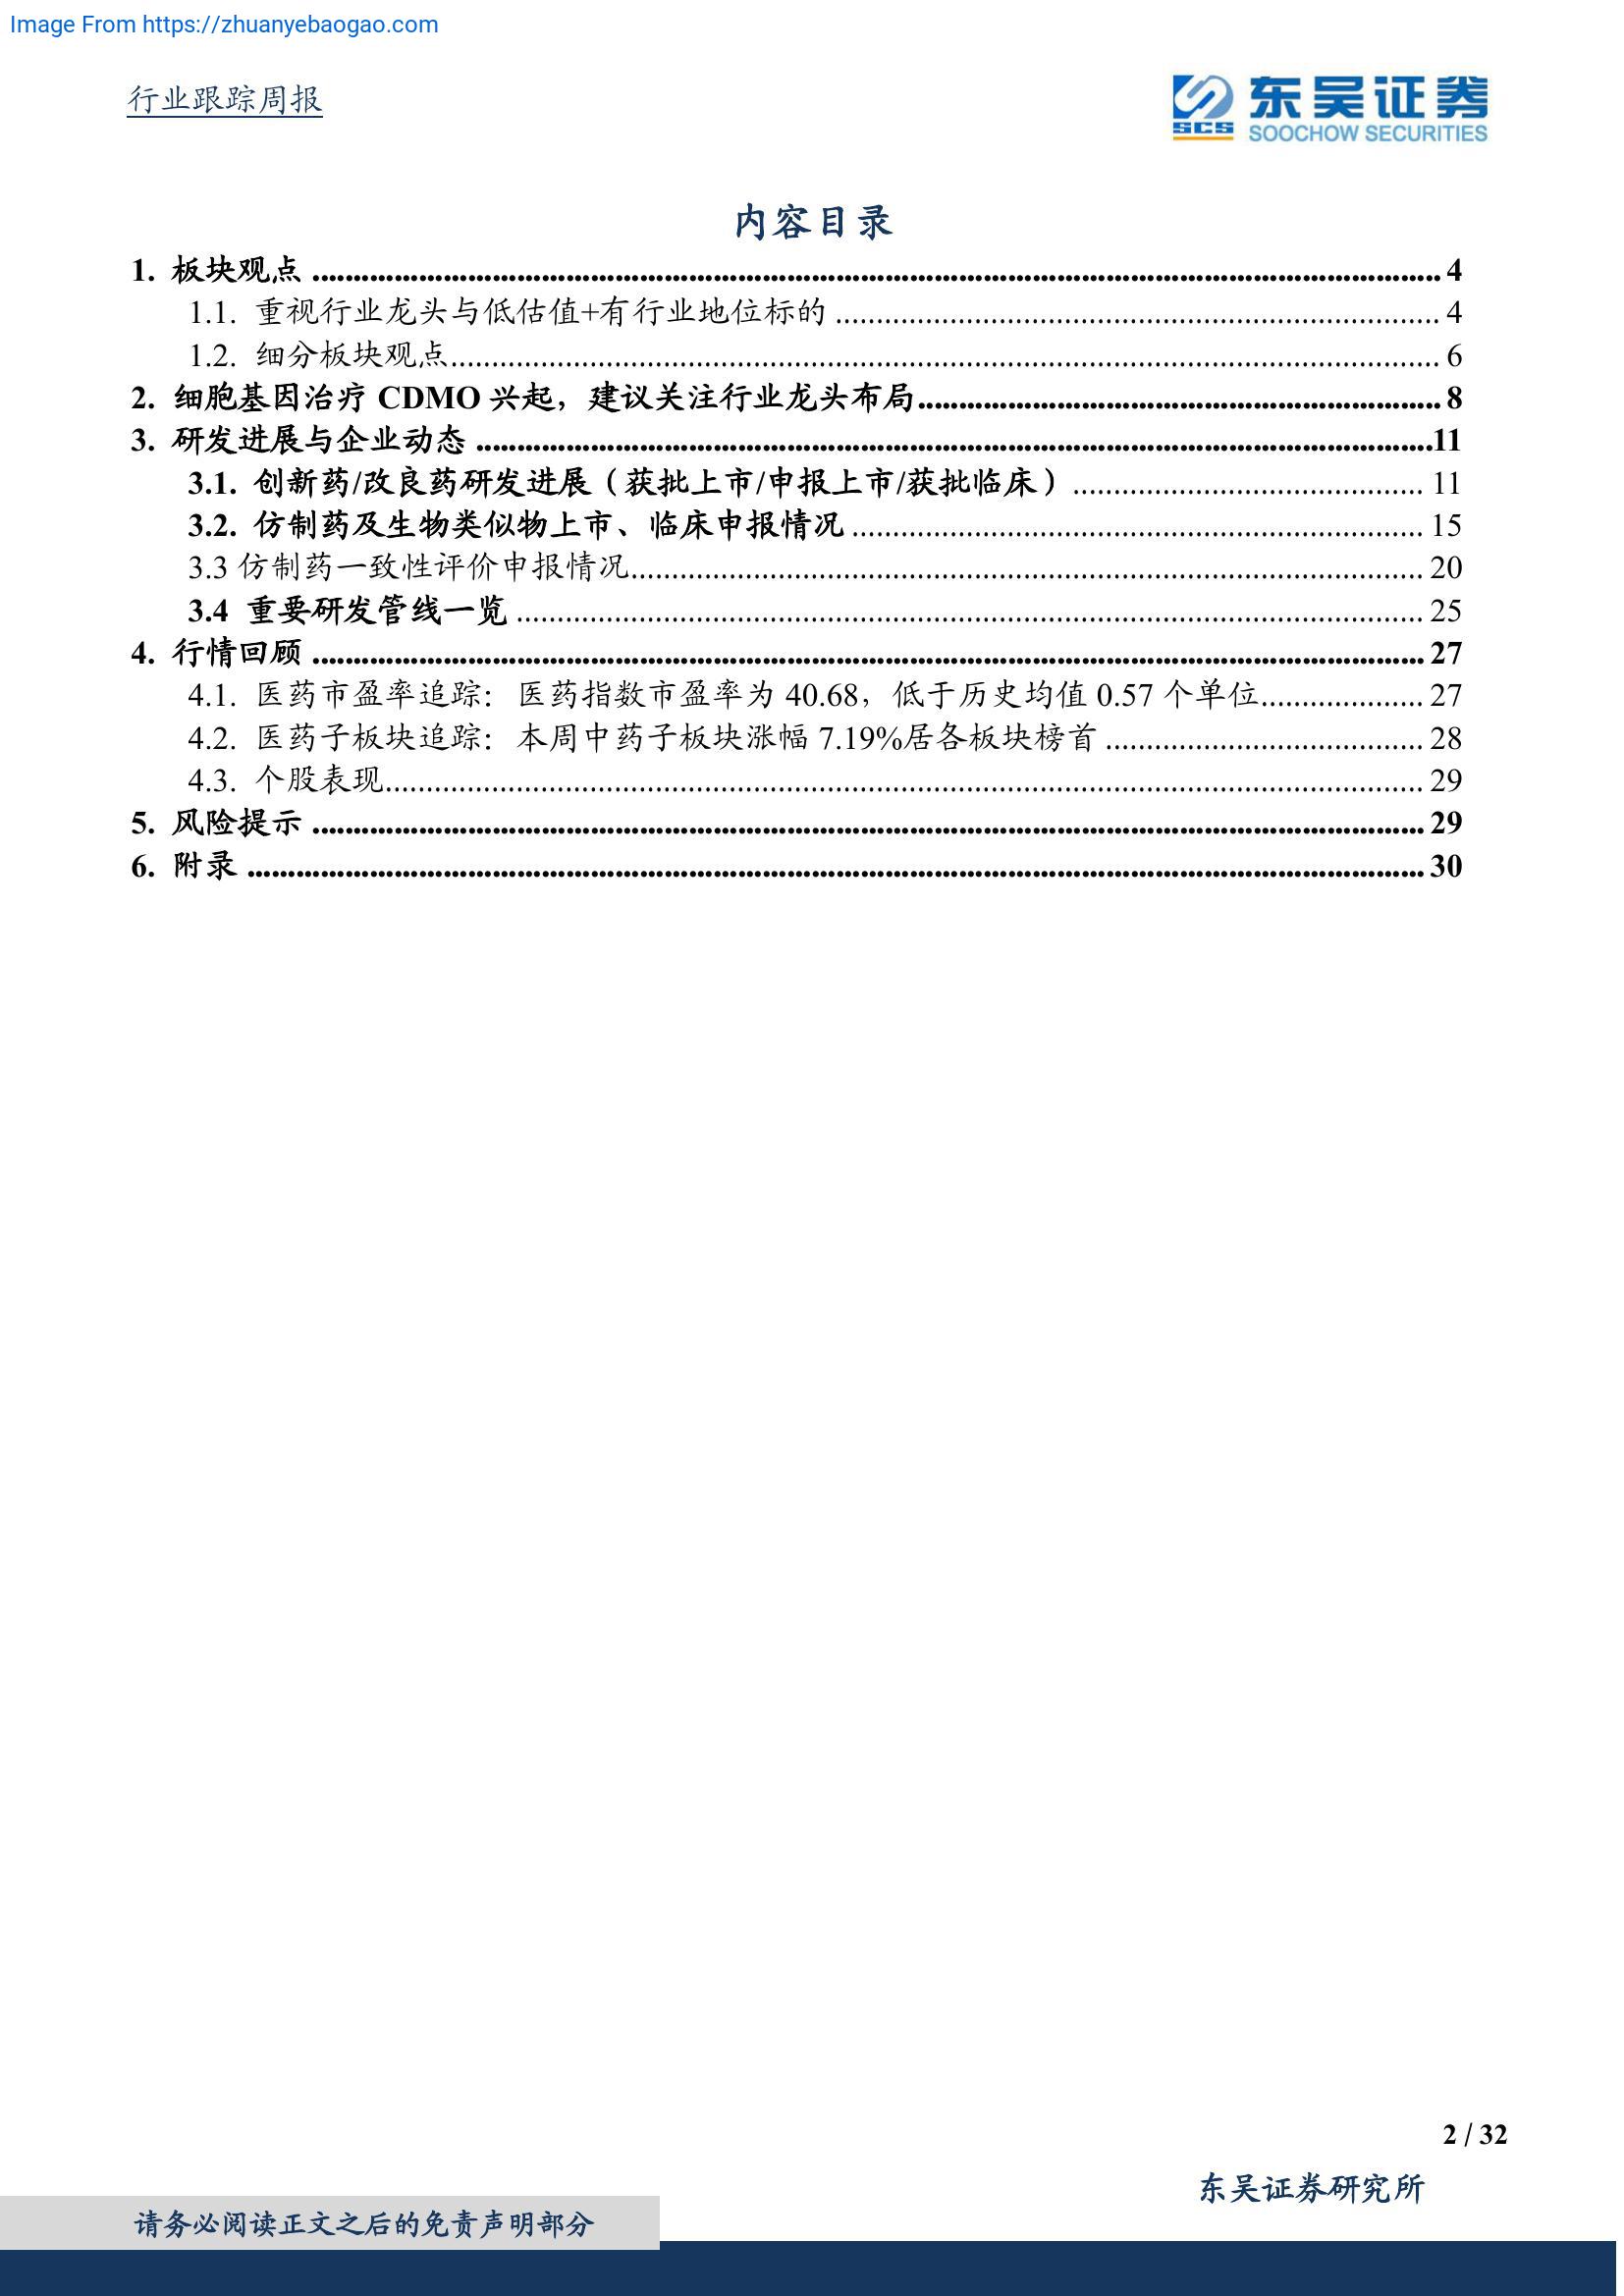 Image From https://zhuanyebaogao.com
行业跟踪周报
东吴证券
SCS SOOCHOW SECURITIES
内容目录
1. 板块观点 4
1.1. 重视行业龙头与低估值+有行业地位标的 4
1.2. 细分板块观点 6
2. 细胞基因治疗 CDMO 兴起，建议关注行业龙头布局 8
3. 研发进展与企业动态 11
3.1. 创新药/改良药研发进展（获批上市/申报上市/获批临床） 11
3.2. 仿制药及生物类似物上市、临床申报情况 15
3.3 仿制药一致性评价申报情况 20
3.4 重要研发管线一览 25
4. 行情回顾 27
4.1. 医药市盈率追踪：医药指数市盈率为 40.68，低于历史均值 0.57 个单位 27
4.2. 医药子板块追踪：本周中药子板块涨幅 7.19%居各板块榜首 28
4.3. 个股表现 29
5. 风险提示 29
6. 附录 30
2 / 32
东吴证券研究所
请务必阅读正文之后的免责声明部分